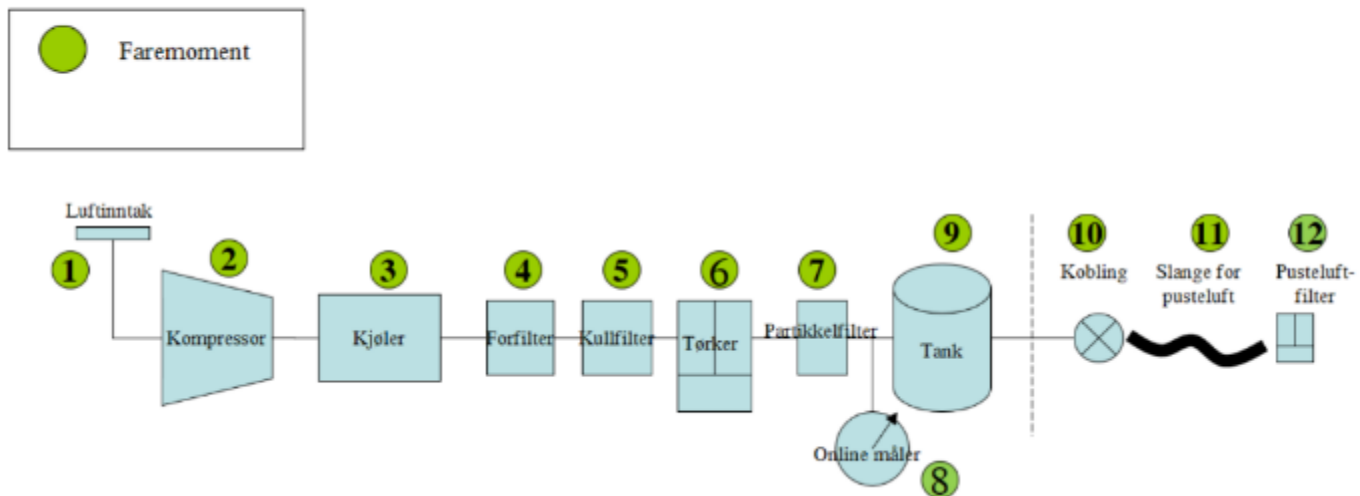 Faremoment
Luftinntak
1
2
3
4
5
6
7
9
10
11
12
Kobling
Slange for
pusteluft
Pusteluft-
filter
Kompressor
Kjøler
Forfilter
Kullfilter
Tørker
Partikkelfilter
Tank
Online måler
8